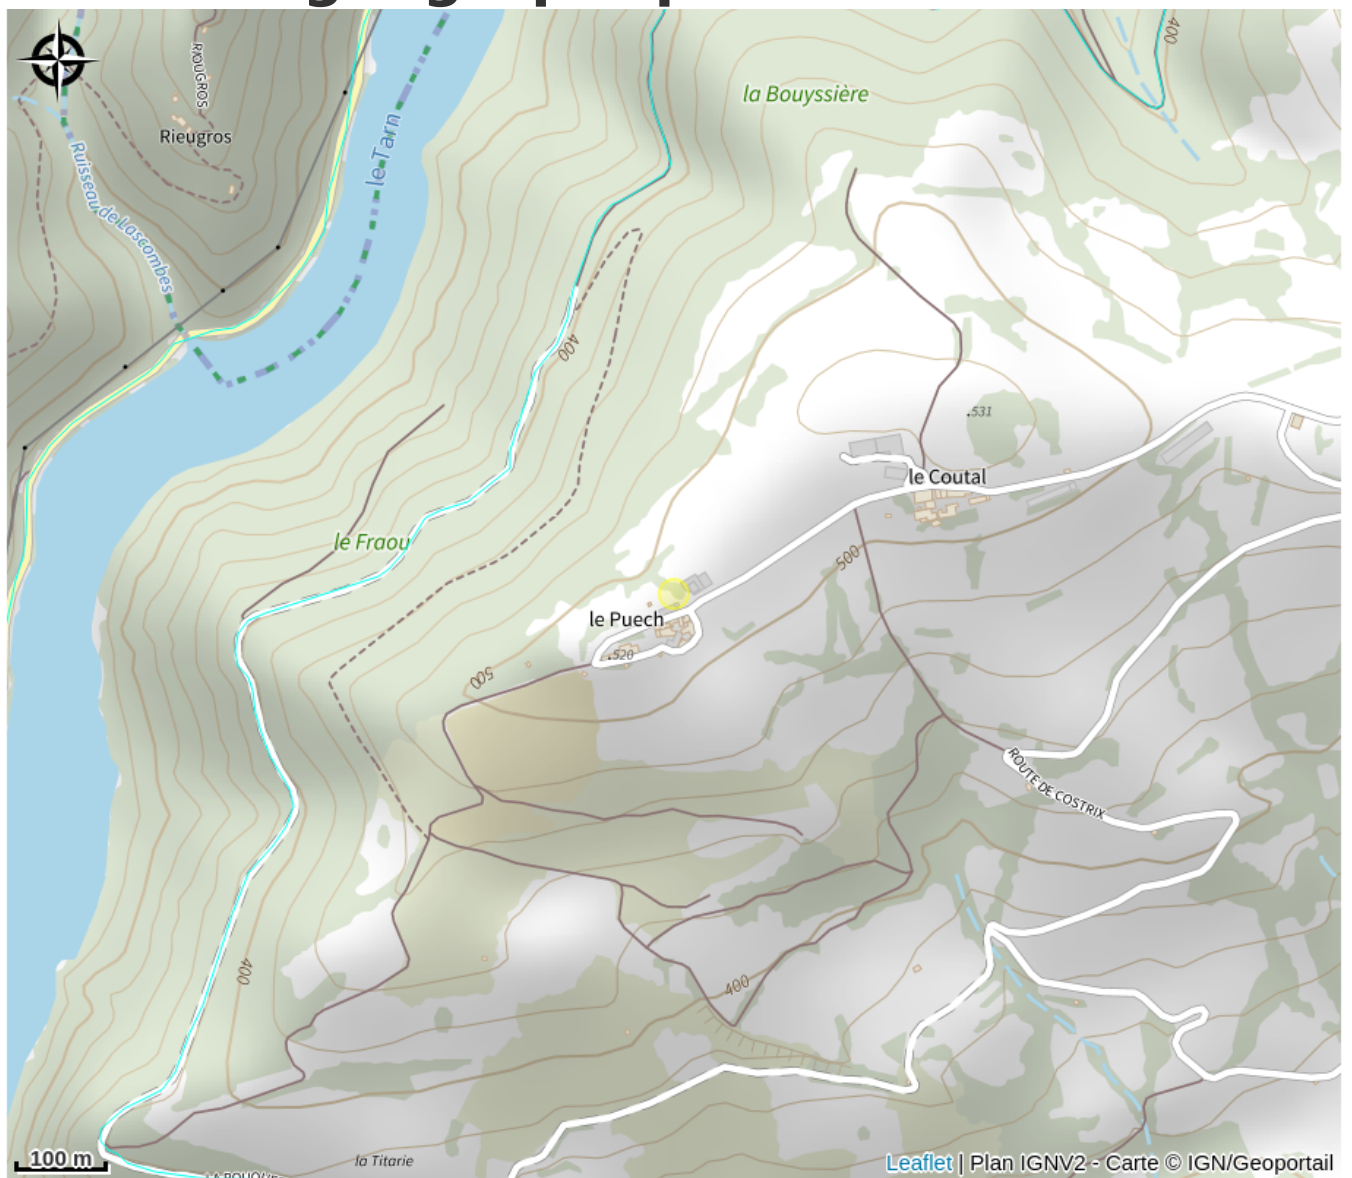 400
la Bouyssière
RIOUGROS
Rieugros
le Tarn
Ruisseau de Lascombes
400
.531
le Coutal
le Fraou
500
le Puech
.520
500
ROUTE DE COSTRIX
400
400
100 m
la Titarie
Leaflet | Plan IGNV2 - Carte © IGN/Geoportail